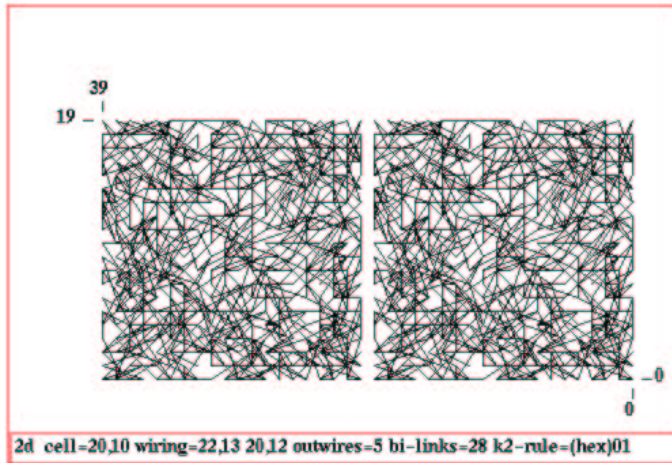 39
19
0
0
2d cell=20,10 wiring=22,13 20,12 outwires=5 bi-links=28 k2-rule=(hex)01